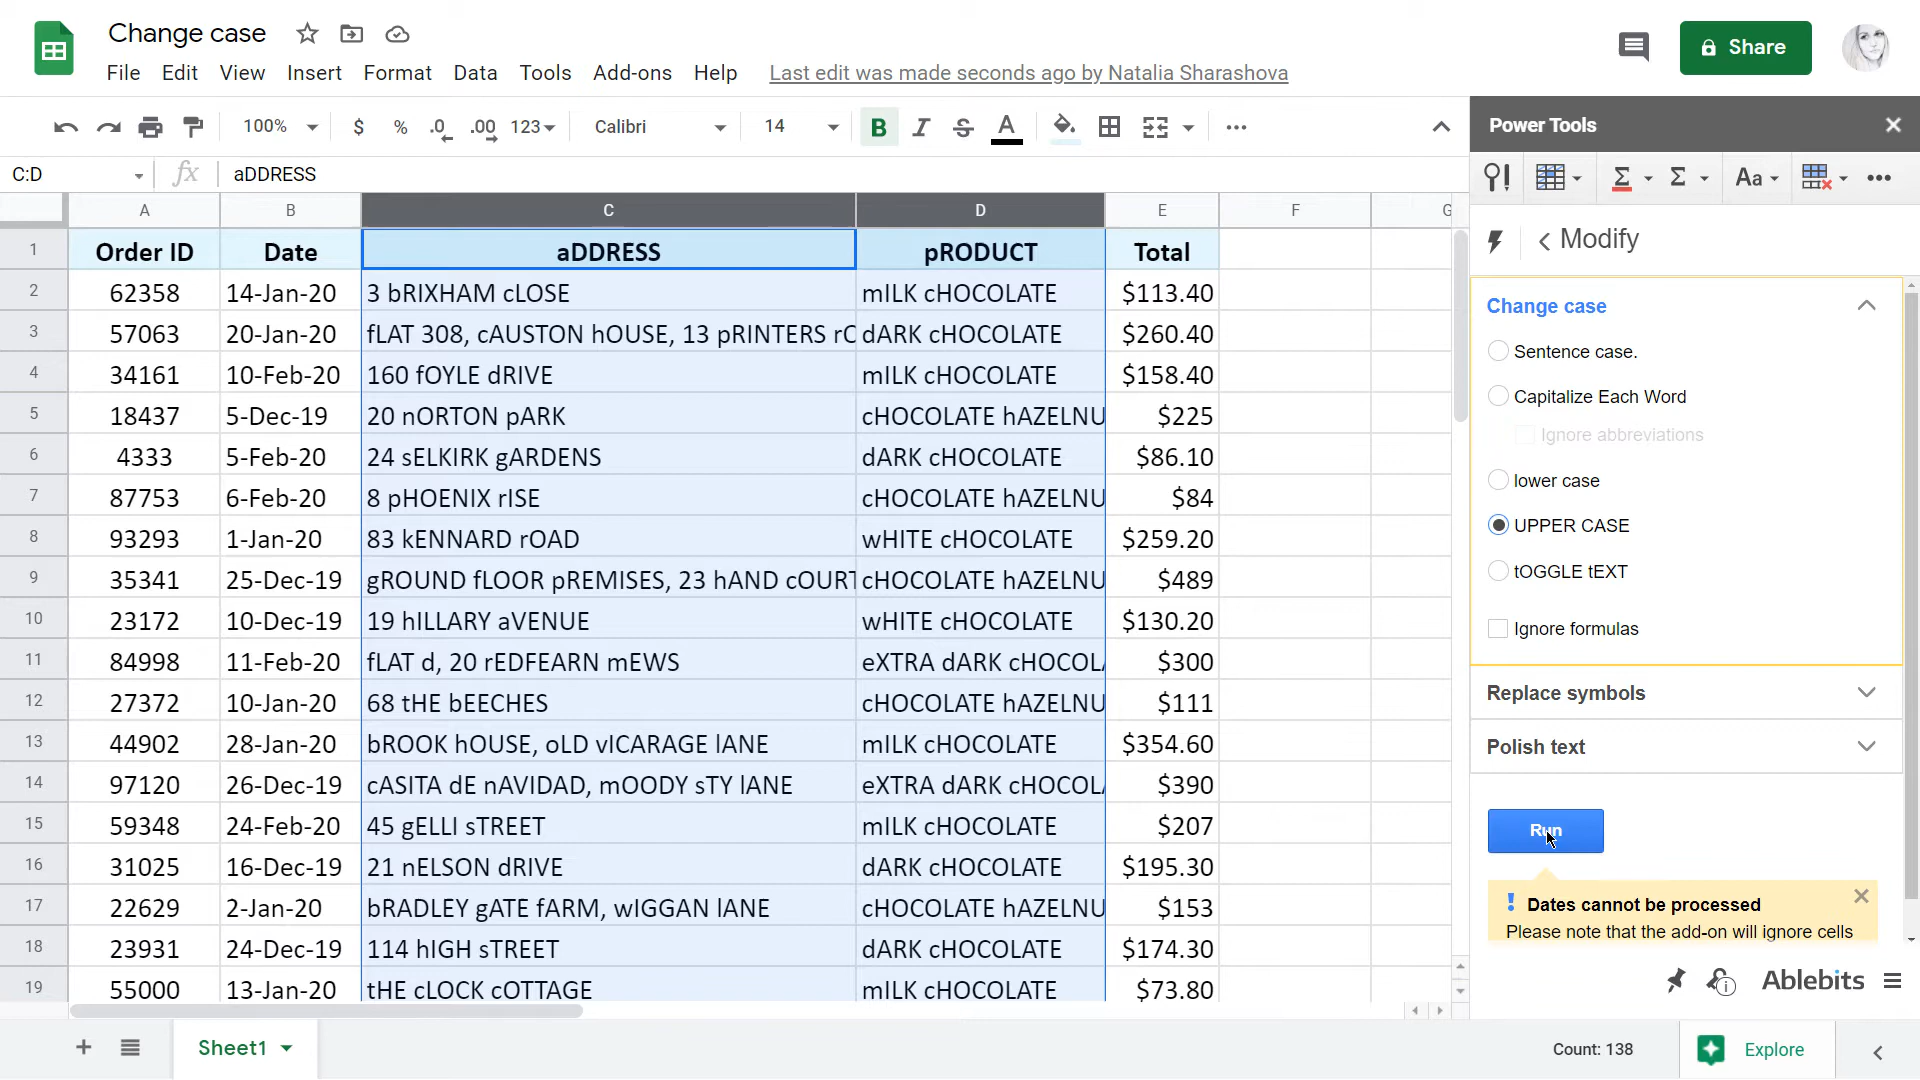 Change case
File Edit View Insert Format Data Tools Add-ons Help Last edit was made seconds ago by Natalia Sharashova
Share
100% $ % .0 .00 123 Calibri 14 B I S A
C:D fx aDDRESS
A B C D E F G
1 Order ID Date aDDRESS pRODUCT Total
2 62358 14-Jan-20 3 bRIXHAM cLOSE mILK cHOCOLATE $113.40
3 57063 20-Jan-20 fLAT 308, cAUSTON hOUSE, 13 pRINTERS rO dARK cHOCOLATE $260.40
4 34161 10-Feb-20 160 fOYLE dRIVE mILK cHOCOLATE $158.40
5 18437 5-Dec-19 20 nORTON pARK cHOCOLATE hAZELNU $225
6 4333 5-Feb-20 24 sELKIRK gARDENS dARK cHOCOLATE $86.10
7 87753 6-Feb-20 8 pHOENIX rISE cHOCOLATE hAZELNU $84
8 93293 1-Jan-20 83 kENNARD rOAD wHITE cHOCOLATE $259.20
9 35341 25-Dec-19 gROUND fLOOR pREMISES, 23 hAND cOURT cHOCOLATE hAZELNU $489
10 23172 10-Dec-19 19 hILLARY aVENUE wHITE cHOCOLATE $130.20
11 84998 11-Feb-20 fLAT d, 20 rEDFEARN mEWS eXTRA dARK cHOCOL $300
12 27372 10-Jan-20 68 tHE bEECHES cHOCOLATE hAZELNU $111
13 44902 28-Jan-20 bROOK hOUSE, oLD vICARAGE lANE mILK cHOCOLATE $354.60
14 97120 26-Dec-19 cASITA dE nAVIDAD, mOODY sTY lANE eXTRA dARK cHOCOL $390
15 59348 24-Feb-20 45 gELLI sTREET mILK cHOCOLATE $207
16 31025 16-Dec-19 21 nELSON dRIVE dARK cHOCOLATE $195.30
17 22629 2-Jan-20 bRADLEY gATE fARM, wIGGAN lANE cHOCOLATE hAZELNU $153
18 23931 24-Dec-19 114 hIGH sTREET dARK cHOCOLATE $174.30
19 55000 13-Jan-20 tHE cLOCK cOTTAGE mILK cHOCOLATE $73.80
Sheet1
Count: 138
Explore
Power Tools
Σ Σ Aa
Modify
Change case
Sentence case.
Capitalize Each Word
Ignore abbreviations
lower case
UPPER CASE
tOGGLE tEXT
Ignore formulas
Replace symbols
Polish text
Run
! Dates cannot be processed
Please note that the add-on will ignore cells
Ablebits